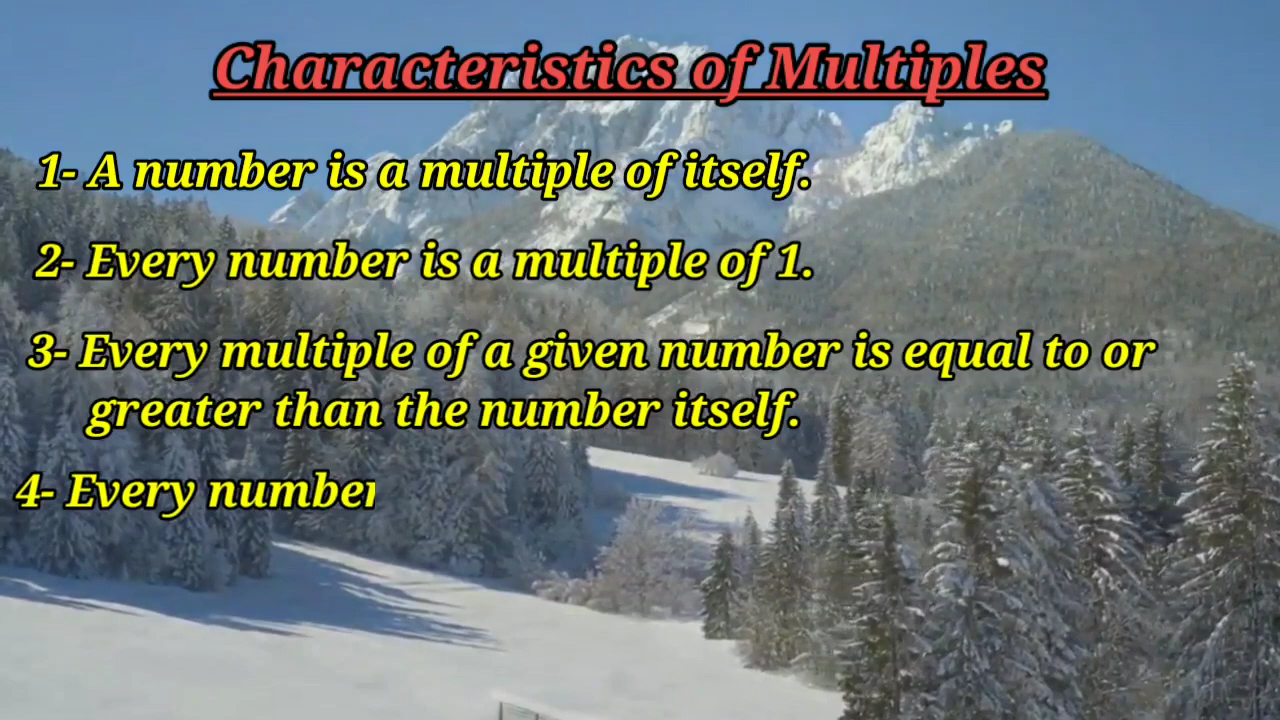 Characteristics of Multiples
1- A number is a multiple of itself.
2- Every number is a multiple of 1.
3- Every multiple of a given number is equal to or
greater than the number itself.
4- Every number